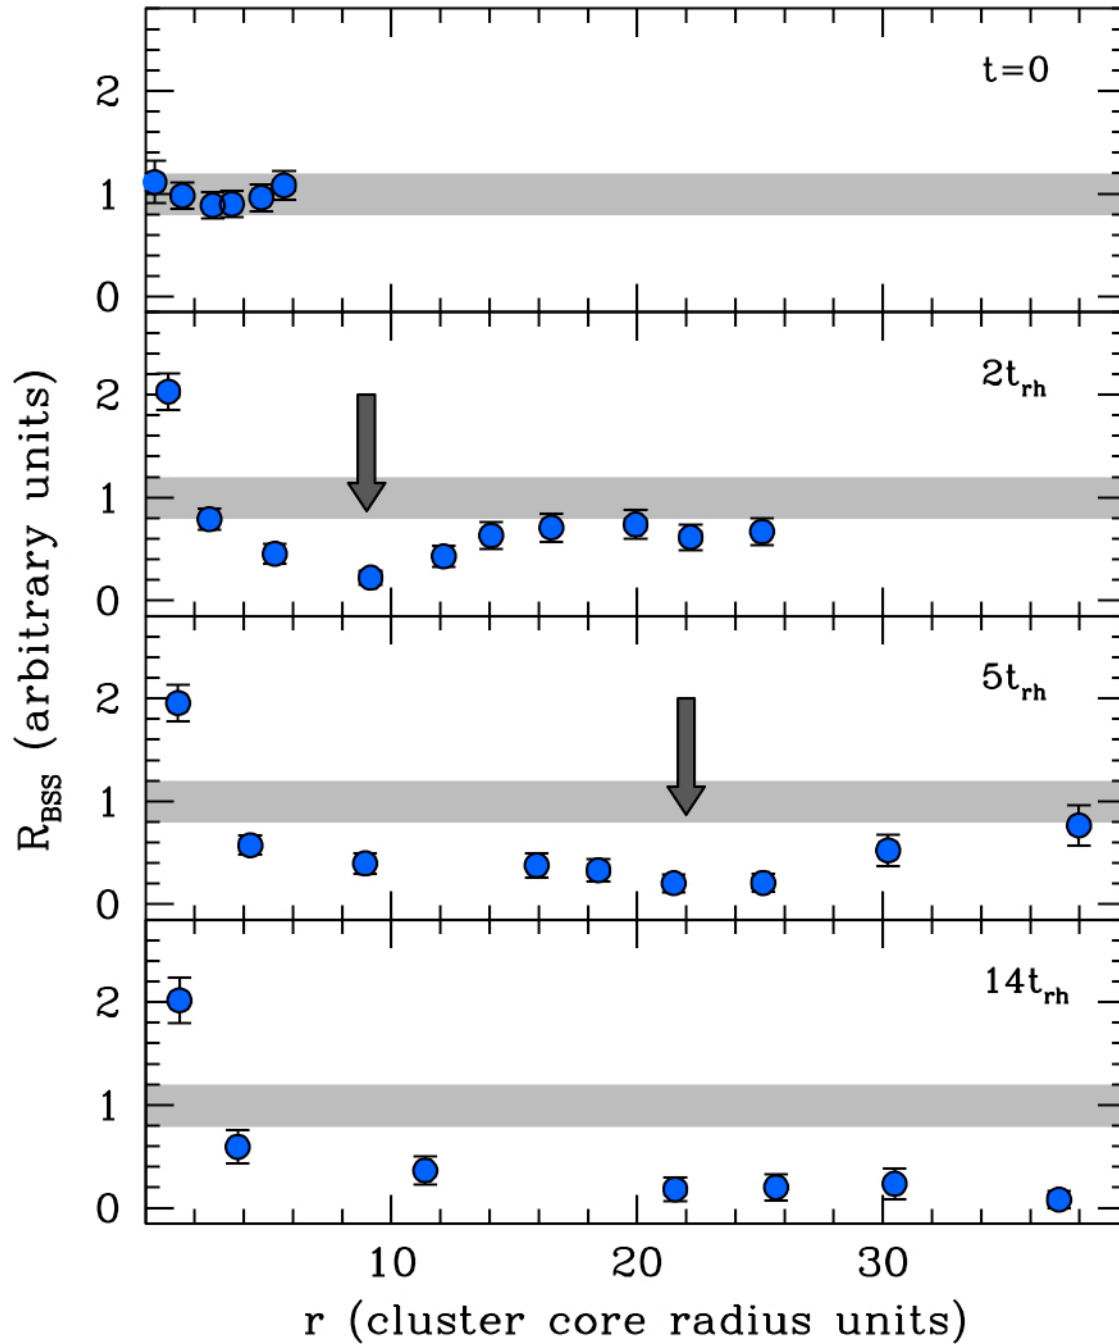 t=0
2
1
0
2t_rh
2
1
0
5t_rh
2
1
0
14t_rh
2
1
0
R_BSS (arbitrary units)
10 20 30
r (cluster core radius units)